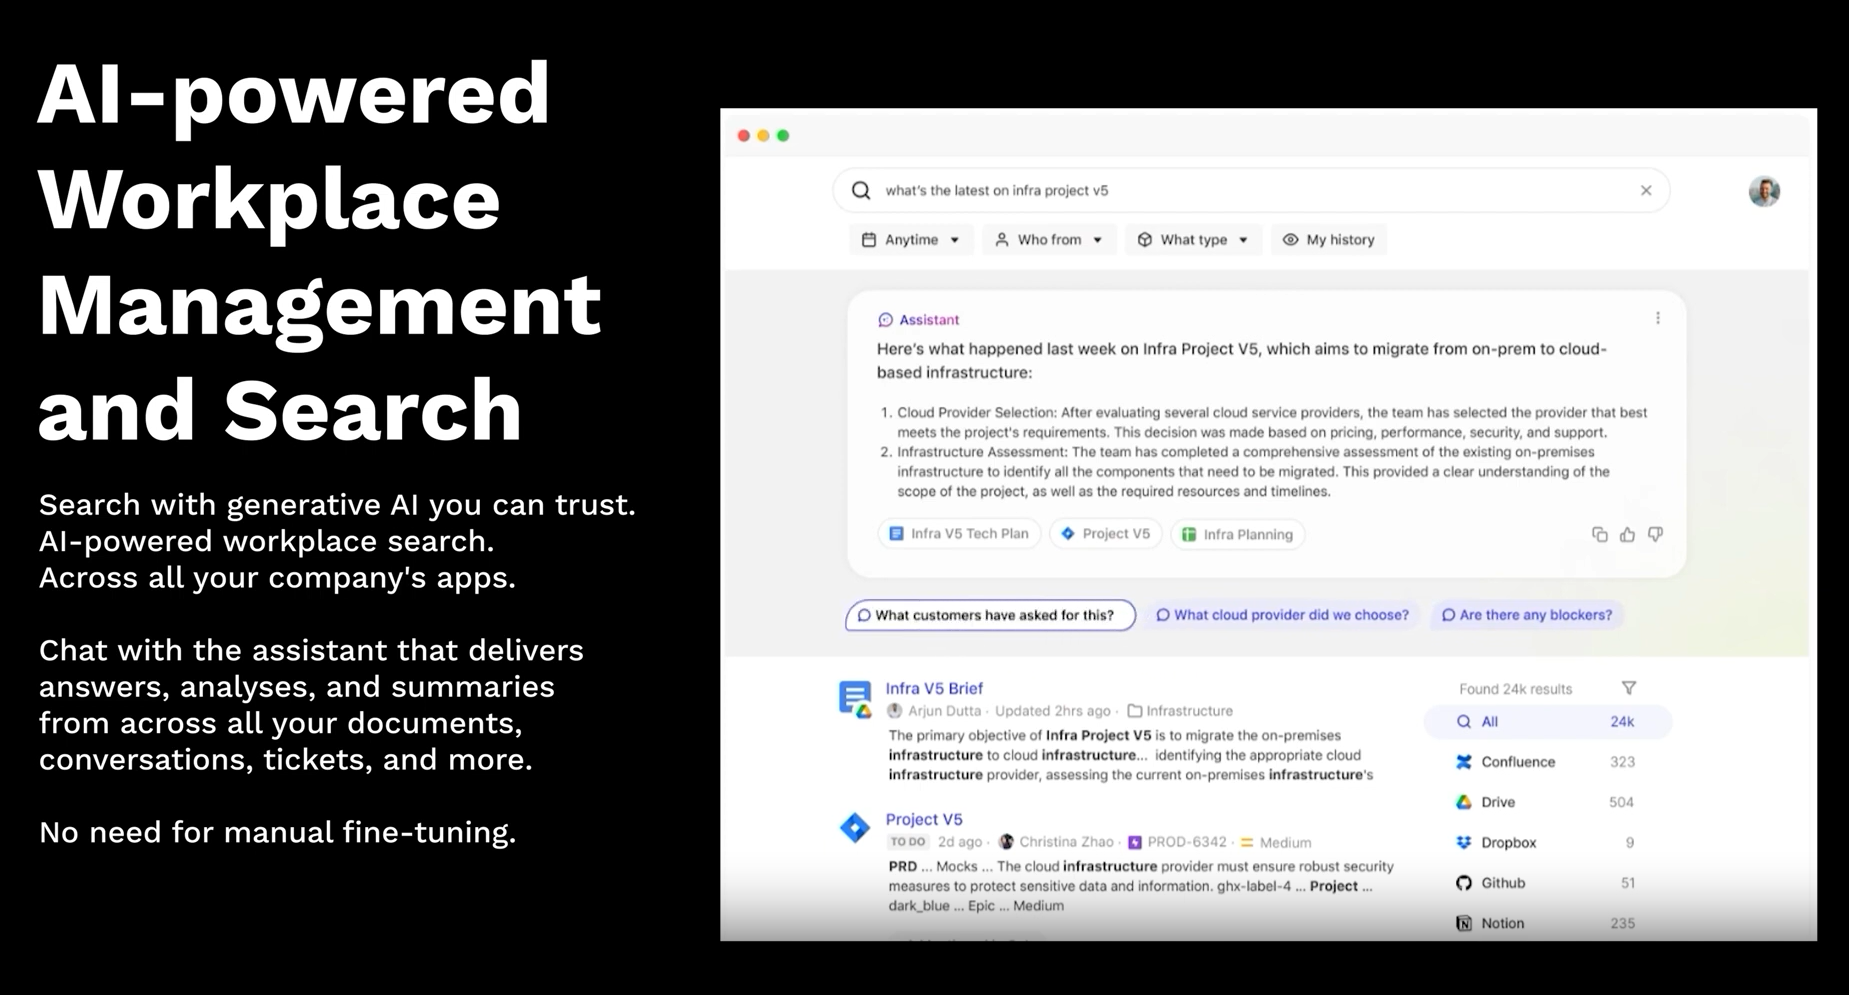 AI-powered
Workplace
Management
and Search
Search with generative AI you can trust.
AI-powered workplace search.
Across all your company's apps.
Chat with the assistant that delivers
answers, analyses, and summaries
from across all your documents,
conversations, tickets, and more.
No need for manual fine-tuning.
what's the latest on infra project v5
Anytime
Who from
What type
My history
Assistant
Here's what happened last week on Infra Project V5, which aims to migrate from on-prem to cloud-
based infrastructure:
1. Cloud Provider Selection: After evaluating several cloud service providers, the team has selected the provider that best
meets the project's requirements. This decision was made based on pricing, performance, security, and support.
2. Infrastructure Assessment: The team has completed a comprehensive assessment of the existing on-premises
infrastructure to identify all the components that need to be migrated. This provided a clear understanding of the
scope of the project, as well as the required resources and timelines.
Infra V5 Tech Plan
Project V5
Infra Planning
What customers have asked for this?
What cloud provider did we choose?
Are there any blockers?
Infra V5 Brief
Arjun Dutta · Updated 2hrs ago · Infrastructure
The primary objective of Infra Project V5 is to migrate the on-premises
infrastructure to cloud infrastructure... identifying the appropriate cloud
infrastructure provider, assessing the current on-premises infrastructure's
Project V5
TO DO 2d ago · Christina Zhao · PROD-6342 · Medium
PRD ... Mocks ... The cloud infrastructure provider must ensure robust security
measures to protect sensitive data and information. ghx-label-4 ... Project ...
dark_blue ... Epic ... Medium
Found 24k results
All 24k
Confluence 323
Drive 504
Dropbox 9
Github 51
Notion 235